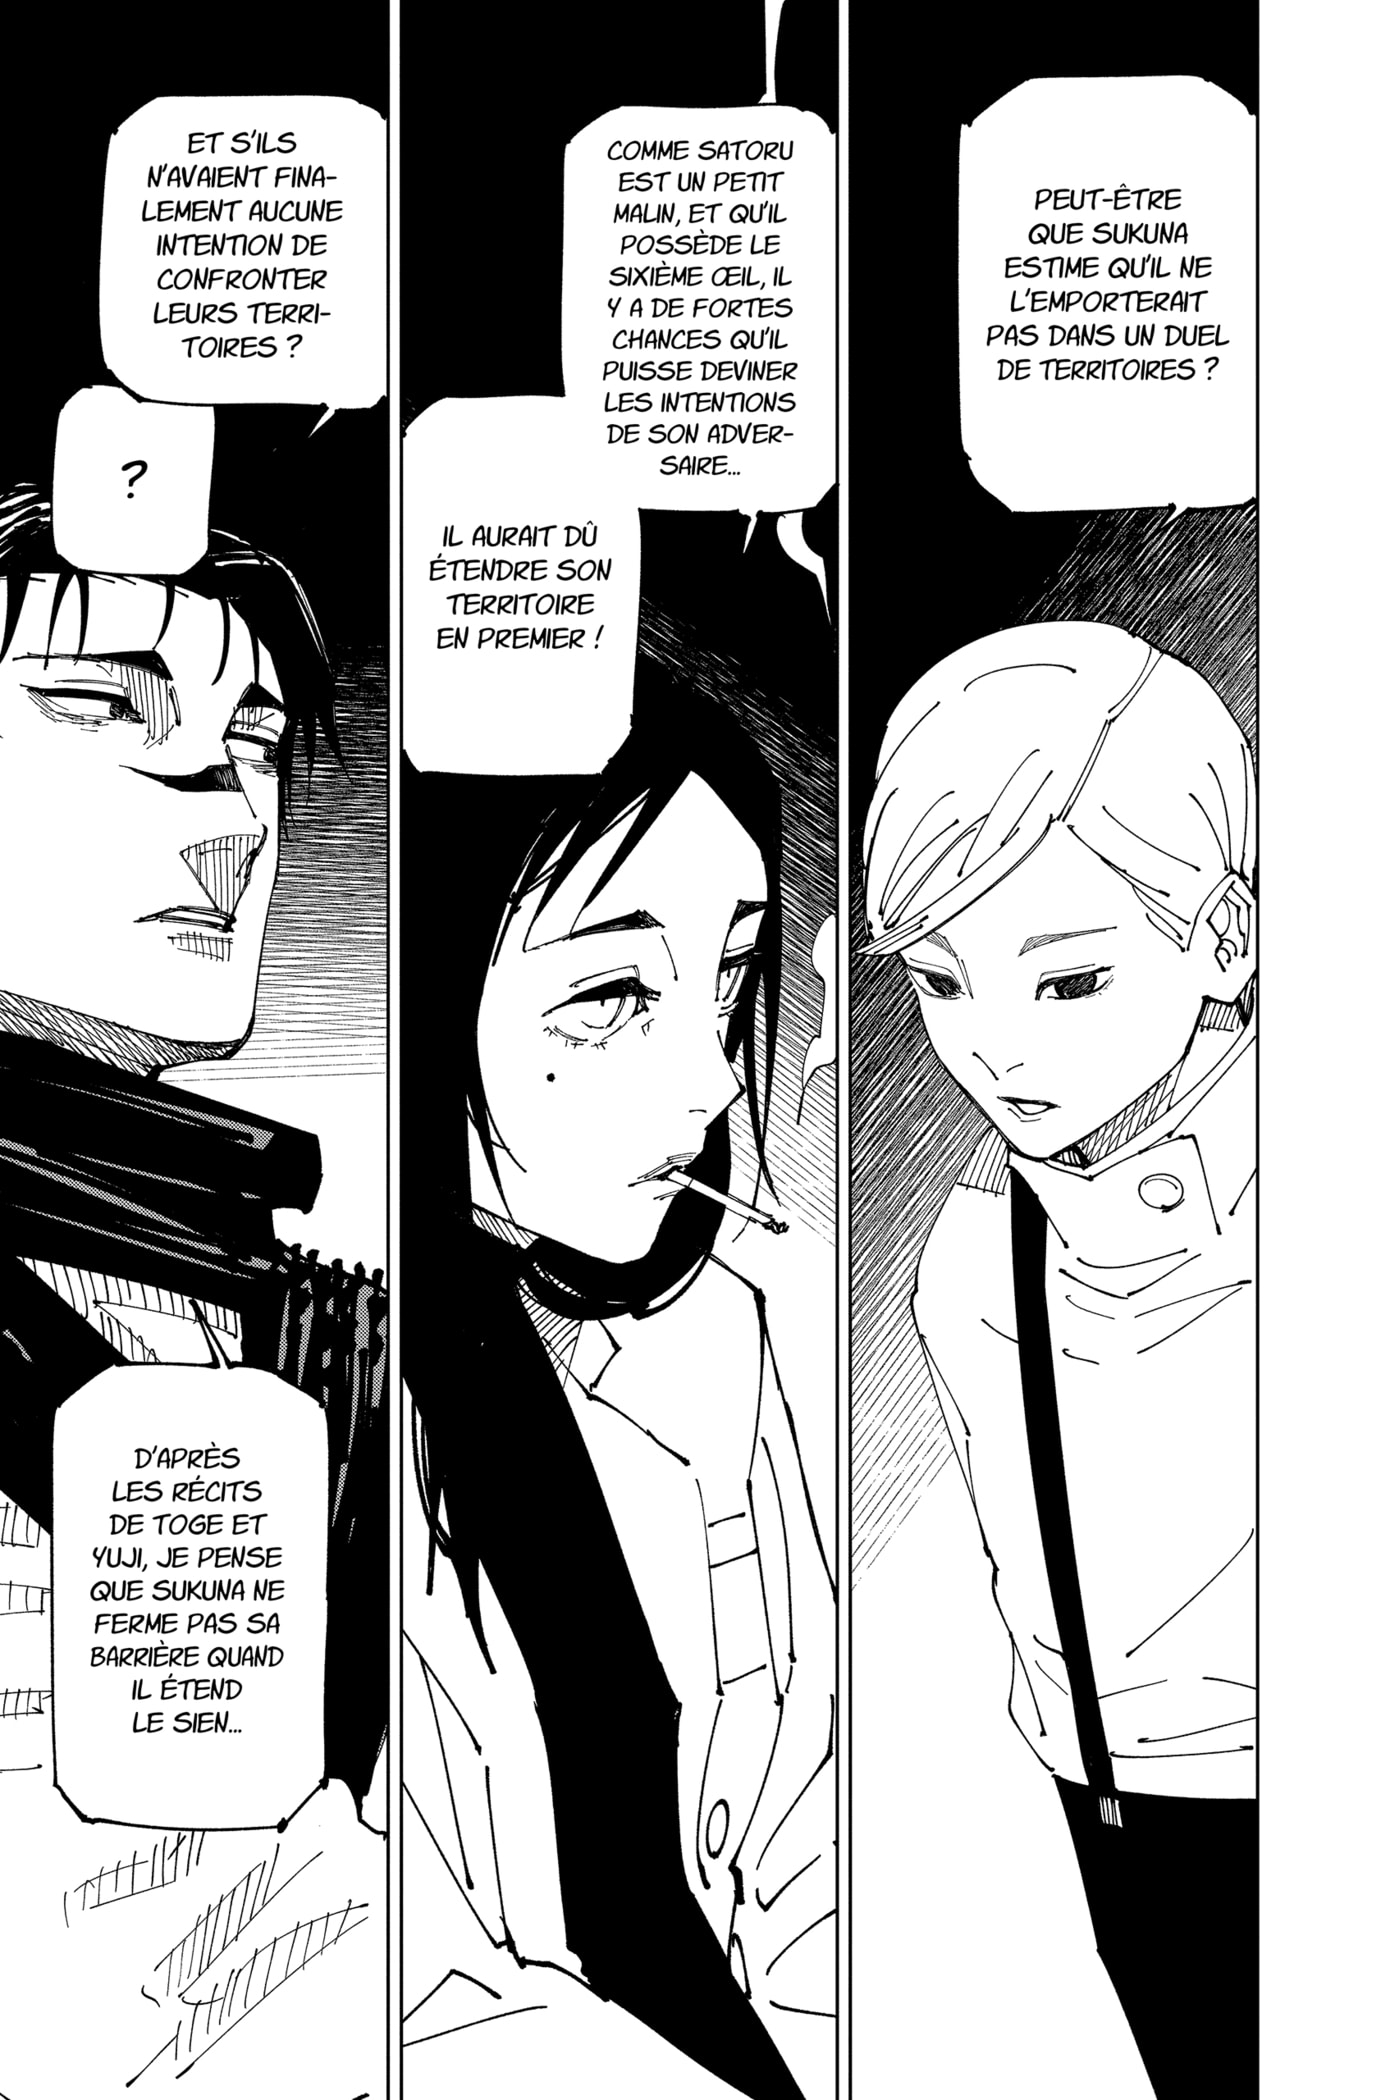 PEUT-ÊTRE
QUE SUKUNA
ESTIME QU'IL NE
L'EMPORTERAIT
PAS DANS UN DUEL
DE TERRITOIRES ?
COMME SATORU
EST UN PETIT
MALIN, ET QU'IL
POSSÈDE LE
SIXIÈME ŒIL, IL
Y A DE FORTES
CHANCES QU'IL
PUISSE DEVINER
LES INTENTIONS
DE SON ADVER-
SAIRE...
IL AURAIT DÛ
ÉTENDRE SON
TERRITOIRE
EN PREMIER !
ET S'ILS
N'AVAIENT FINA-
LEMENT AUCUNE
INTENTION DE
CONFRONTER
LEURS TERRI-
TOIRES ?
?
D'APRÈS
LES RÉCITS
DE TOGE ET
YUJI, JE PENSE
QUE SUKUNA NE
FERME PAS SA
BARRIÈRE QUAND
IL ÉTEND
LE SIEN...